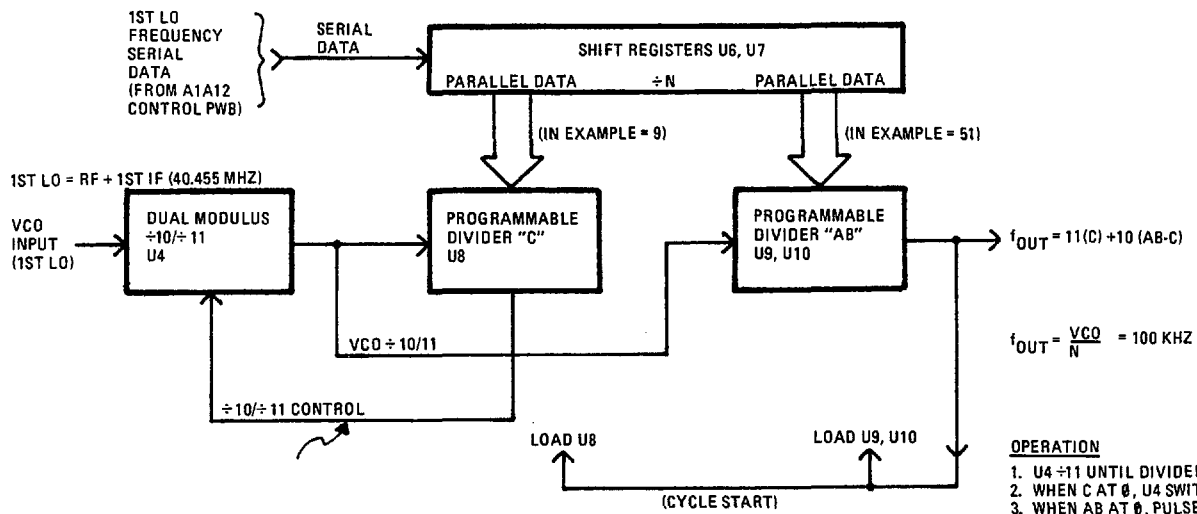 1ST LO
FREQUENCY
SERIAL
DATA
(FROM A1A12
CONTROL PWB)
SERIAL
DATA
SHIFT REGISTERS U6, U7
PARALLEL DATA ÷N PARALLEL DATA
(IN EXAMPLE = 9)
(IN EXAMPLE = 51)
1ST LO = RF + 1ST IF (40.455 MHZ)
VCO
INPUT
(1ST LO)
DUAL MODULUS
÷10/÷ 11
U4
PROGRAMMABLE
DIVIDER "C"
U8
PROGRAMMABLE
DIVIDER "AB"
U9, U10
fOUT = 11(C) +10 (AB-C)
VCO ÷ 10/11
fOUT = VCO/N = 100 KHZ
÷10/÷ 11 CONTROL
LOAD U8
LOAD U9, U10
(CYCLE START)
OPERATION
1. U4 ÷11 UNTIL DIVIDER
2. WHEN C AT 0, U4 SWIT
3. WHEN AB AT 0, PULSE